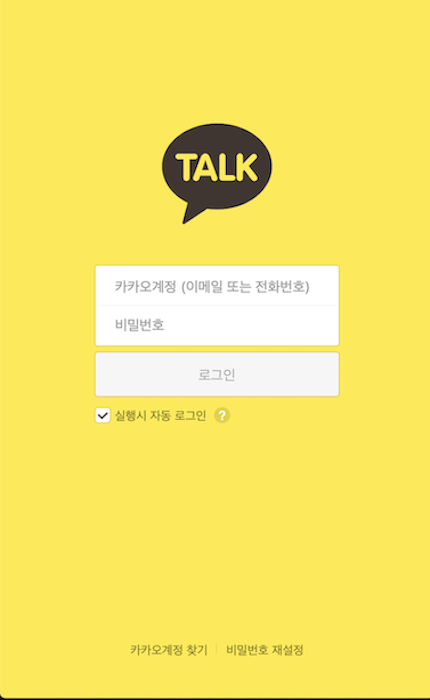 TALK
카카오계정 (이메일 또는 전화번호)
비밀번호
로그인
실행시 자동 로그인 ?
카카오계정 찾기 | 비밀번호 재설정